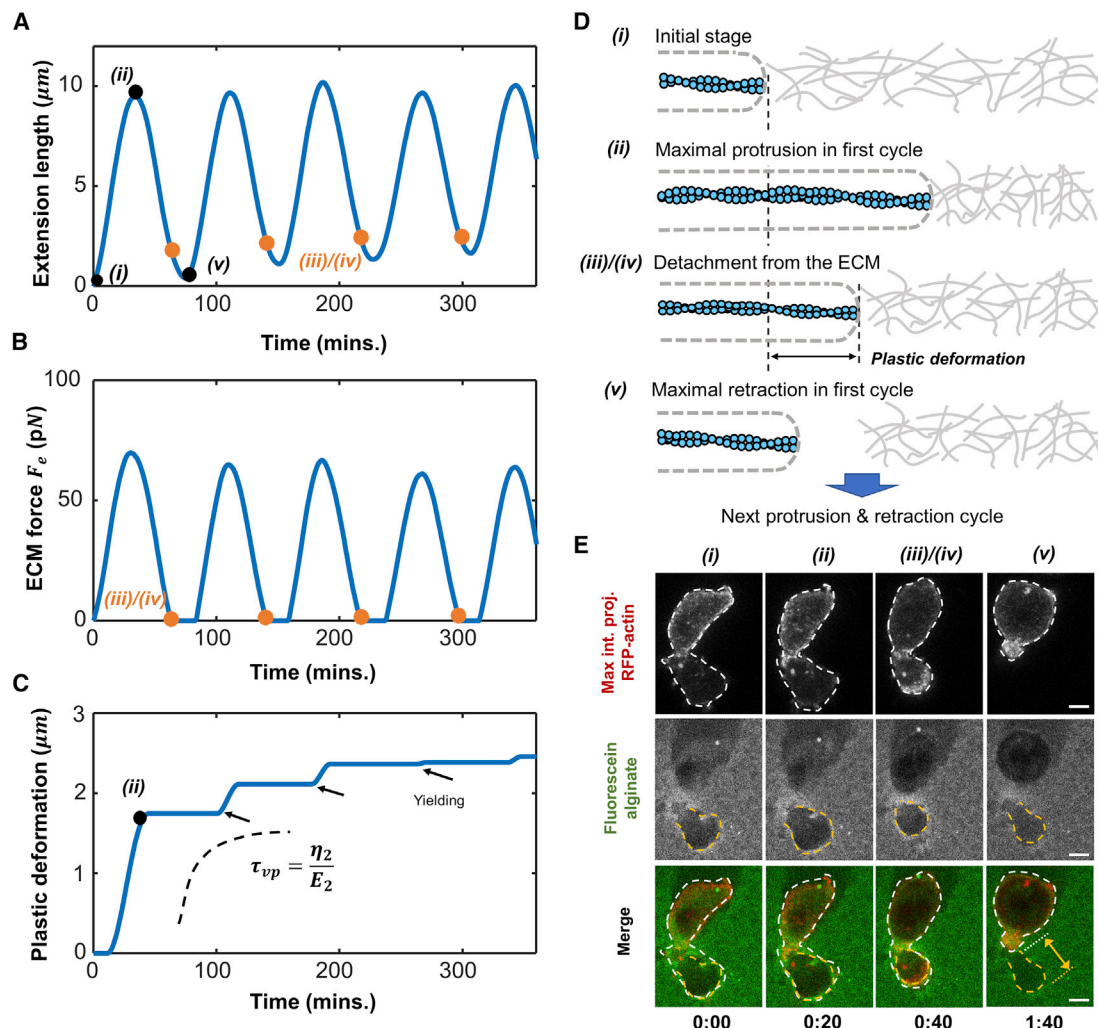 A
Extension length (μm)
10
5
0
(ii)
(i)
(v)
(iii)/(iv)
0
100
200
300
Time (mins.)
B
ECM force Fₑ (pN)
100
50
0
(iii)/(iv)
0
100
200
300
Time (mins.)
C
Plastic deformation (μm)
3
2
1
0
(ii)
Yielding
τᵥₚ = η₂/E₂
0
100
200
300
Time (mins.)
D
(i) Initial stage
(ii) Maximal protrusion in first cycle
(iii)/(iv) Detachment from the ECM
Plastic deformation
(v) Maximal retraction in first cycle
Next protrusion & retraction cycle
E
(i) (ii) (iii)/(iv) (v)
Max int. proj.
RFP-actin
Fluorescein
alginate
Merge
0:00 0:20 0:40 1:40